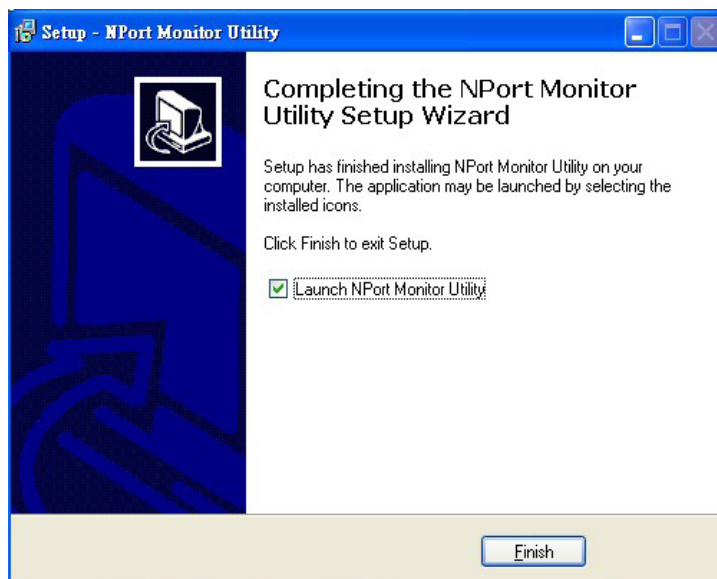 Setup - NPort Monitor Utility
Completing the NPort Monitor
Utility Setup Wizard
Setup has finished installing NPort Monitor Utility on your
computer. The application may be launched by selecting the
installed icons.
Click Finish to exit Setup.
Launch NPort Monitor Utility
Finish